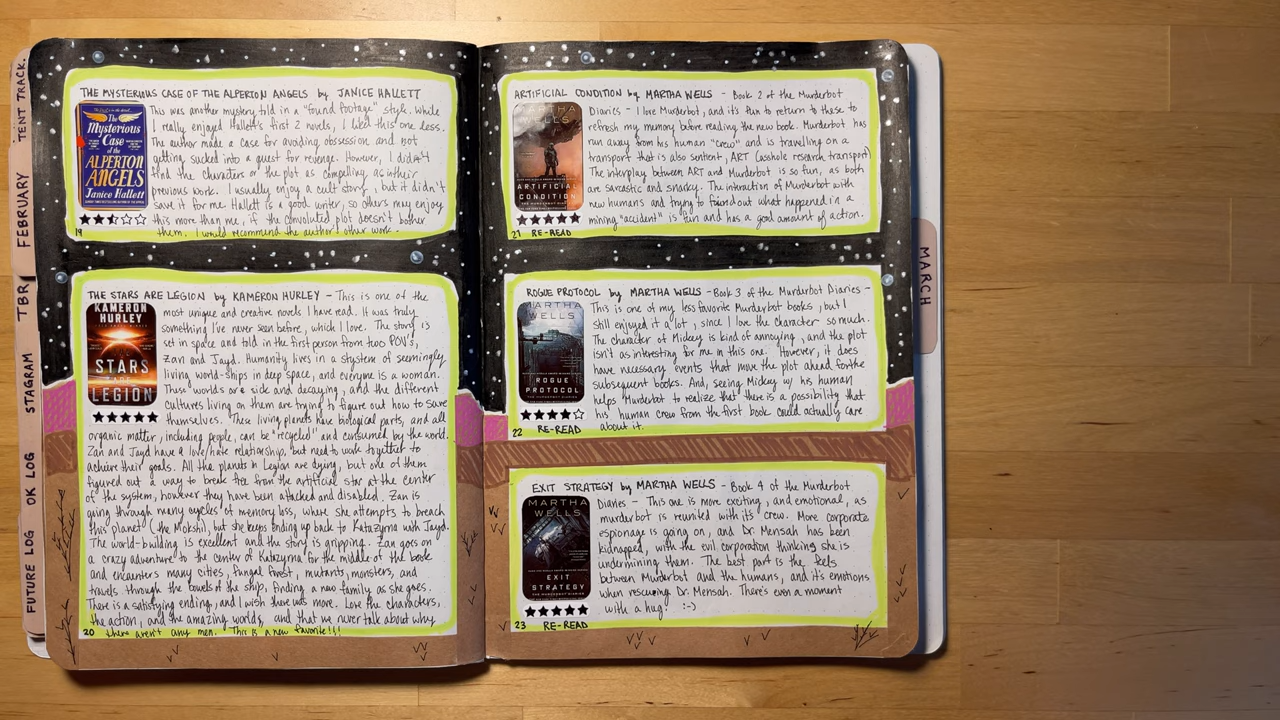 TENT TRACK.
FEBRUARY
TBR
STAGRAM
OK LOG
FUTURE LOG
THE MYSTERIOUS CASE OF THE ALPERTON ANGELS by JANICE HALLETT
The Mysterious Case of the ALPERTON ANGELS Janice Hallett
This was another mystery told in a "found footage" style. While
I really enjoyed Hallett's first 2 novels, I liked this one less.
The author made a case for avoiding obsession and not
getting sucked into a quest for revenge. However, I didn't
find the characters or the plot as compelling as in their
previous work. I usually enjoy a cult story, but it didn't
save it for me. Hallett is a good writer, so others may enjoy
this more than me, if the convoluted plot doesn't bother
them. I would recommend the author's other work.
19
THE STARS ARE LEGION by KAMERON HURLEY - This is one of the
KAMERON HURLEY
THE STARS ARE LEGION
most unique and creative novels I have read. It was truly
something I've never seen before, which I love. The story is
set in space and told in the first person from two POV's,
Zan and Jayd. Humanity lives in a stystem of seemingly
living world-ships in deep space, and everyone is a woman.
These worlds are sick and decaying, and the different
cultures living on them are trying to figure out how to save
themselves. These living planets have biological parts, and all
organic matter, including people, can be "recycled" and consumed by the world.
Zan and Jayd have a love/hate relationship, but need to work together to
achieve their goals. All the planets in Legion are dying, but one of them
figured out a way to break free from the artificial star at the center
of the system, however they have been attacked and disabled. Zan is
going through many cycles of memory loss, where she attempts to breach
this planet (the Mokshi), but she keeps ending up back to Katazyrna with Jayd.
The world-building is excellent and the story is gripping. Zan goes on
a crazy adventure to the center of Katazyrna for the middle of the book
and encounters many cities, fungal forest, mutants, monsters, and
travels through the bowels of the ship, finding a new family as she goes.
There is a satisfying ending, and I wish there was more. Love the characters,
the action, and the amazing worlds, and that we never talk about why
20 there aren't any men. This is a new favorite!!!
ARTIFICIAL CONDITION by MARTHA WELLS - Book 2 of the Murderbot
MARTHA WELLS
ARTIFICIAL CONDITION
Diaries - I love Murderbot, and it's fun to return to these to
refresh my memory before reading the new book. Murderbot has
run away from his human "crew" and is travelling on a
transport that is also sentient, ART (asshole research transport)
The interplay between ART and Murderbot is so fun, as both
are sarcastic and snarky. The interaction of Murderbot with
new humans and trying to found out what happened in a
mining "accident" is fun and has a good amount of action.
21 RE-READ
ROGUE PROTOCOL by MARTHA WELLS - Book 3 of the Murderbot Diaries -
MARTHA WELLS
ROGUE PROTOCOL
This is one of my less favorite Murderbot books, but I
still enjoyed it a lot, since I love the character so much.
The character of Mickey is kind of annoying, and the plot
isn't as interesting for me in this one. However, it does
have necessary events that move the plot ahead for the
subsequent books. And, seeing Mickey w/ his human
helps Murderbot to realize that there is a possibility that
his human crew from the first book could actually care
about it.
22 RE-READ
EXIT STRATEGY by MARTHA WELLS - Book 4 of the Murderbot
MARTHA WELLS
EXIT STRATEGY
Diaries - This one is more exciting, and emotional, as
murderbot is reunited with its' crew. More corporate
espionage is going on, and Dr. Mensah has been
kidnapped, with the evil corporation thinking she is
undermining them. The best part is the feels
between Murderbot and the humans, and it's emotions
when rescuing Dr. Mensah. There's even a moment
with a hug! :-)
23 RE-READ
MARCH